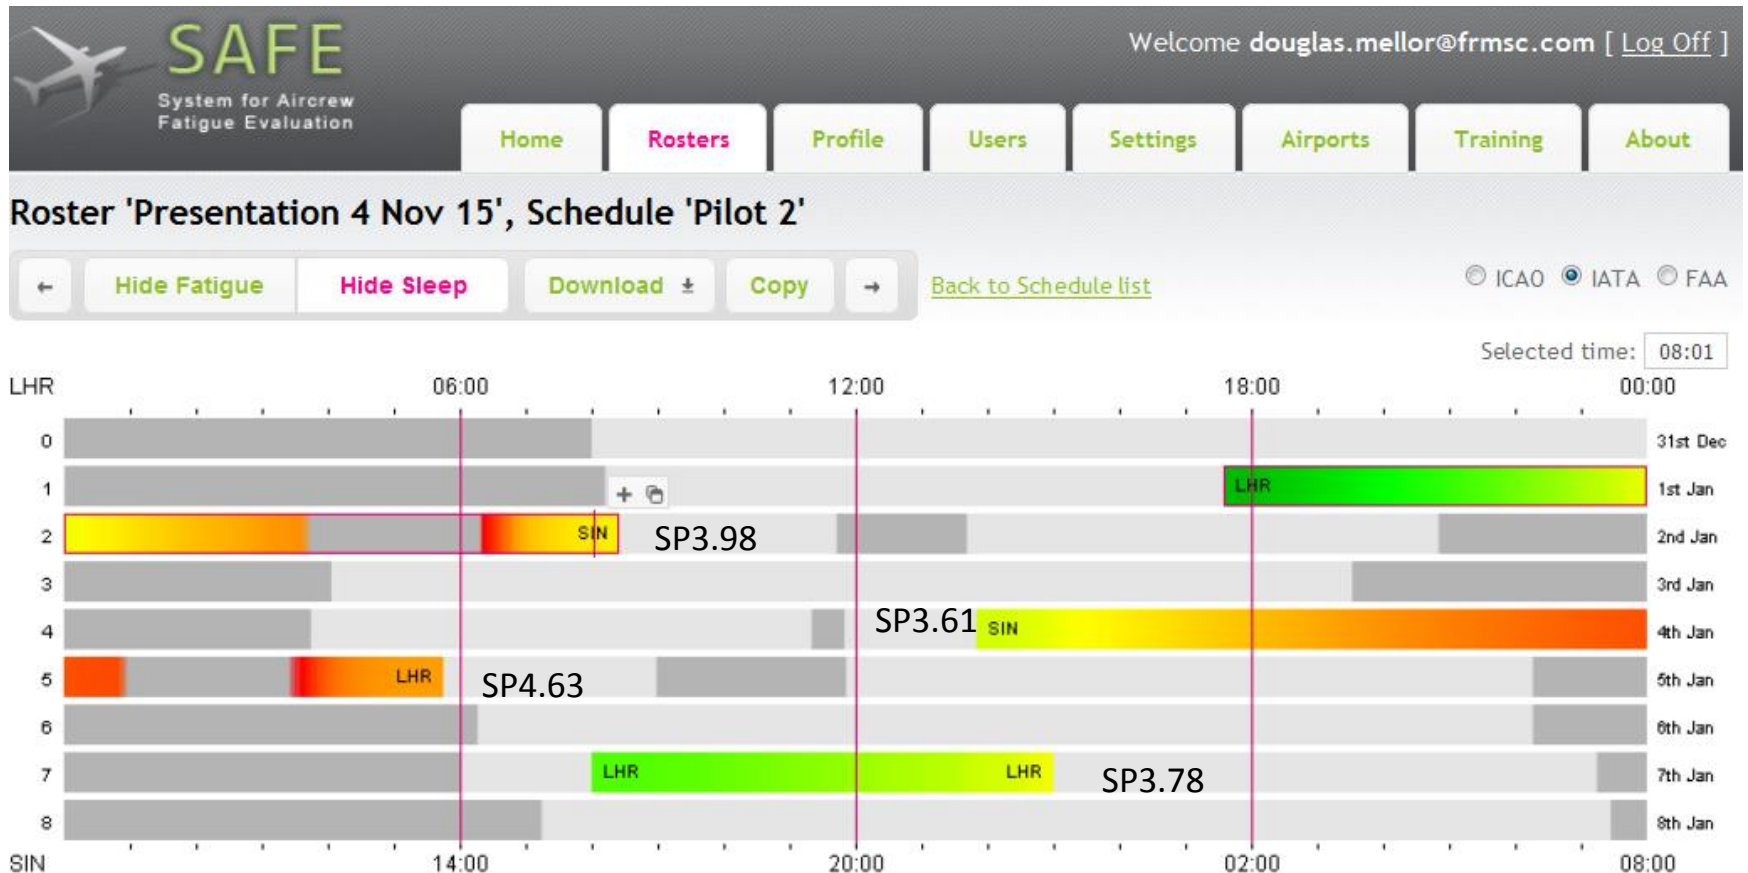 SAFE
System for Aircrew
Fatigue Evaluation
Welcome douglas.mellor@frmsc.com [ Log Off ]
Home Rosters Profile Users Settings Airports Training About
Roster 'Presentation 4 Nov 15', Schedule 'Pilot 2'
← Hide Fatigue Hide Sleep Download Copy → Back to Schedule list ICAO IATA FAA
Selected time: 08:01
LHR 06:00 12:00 18:00 00:00
0 31st Dec
1 + LHR 1st Jan
2 SIN SP3.98 2nd Jan
3 3rd Jan
4 SP3.61 SIN 4th Jan
5 LHR SP4.63 5th Jan
6 6th Jan
7 LHR LHR SP3.78 7th Jan
8 8th Jan
SIN 14:00 20:00 02:00 08:00